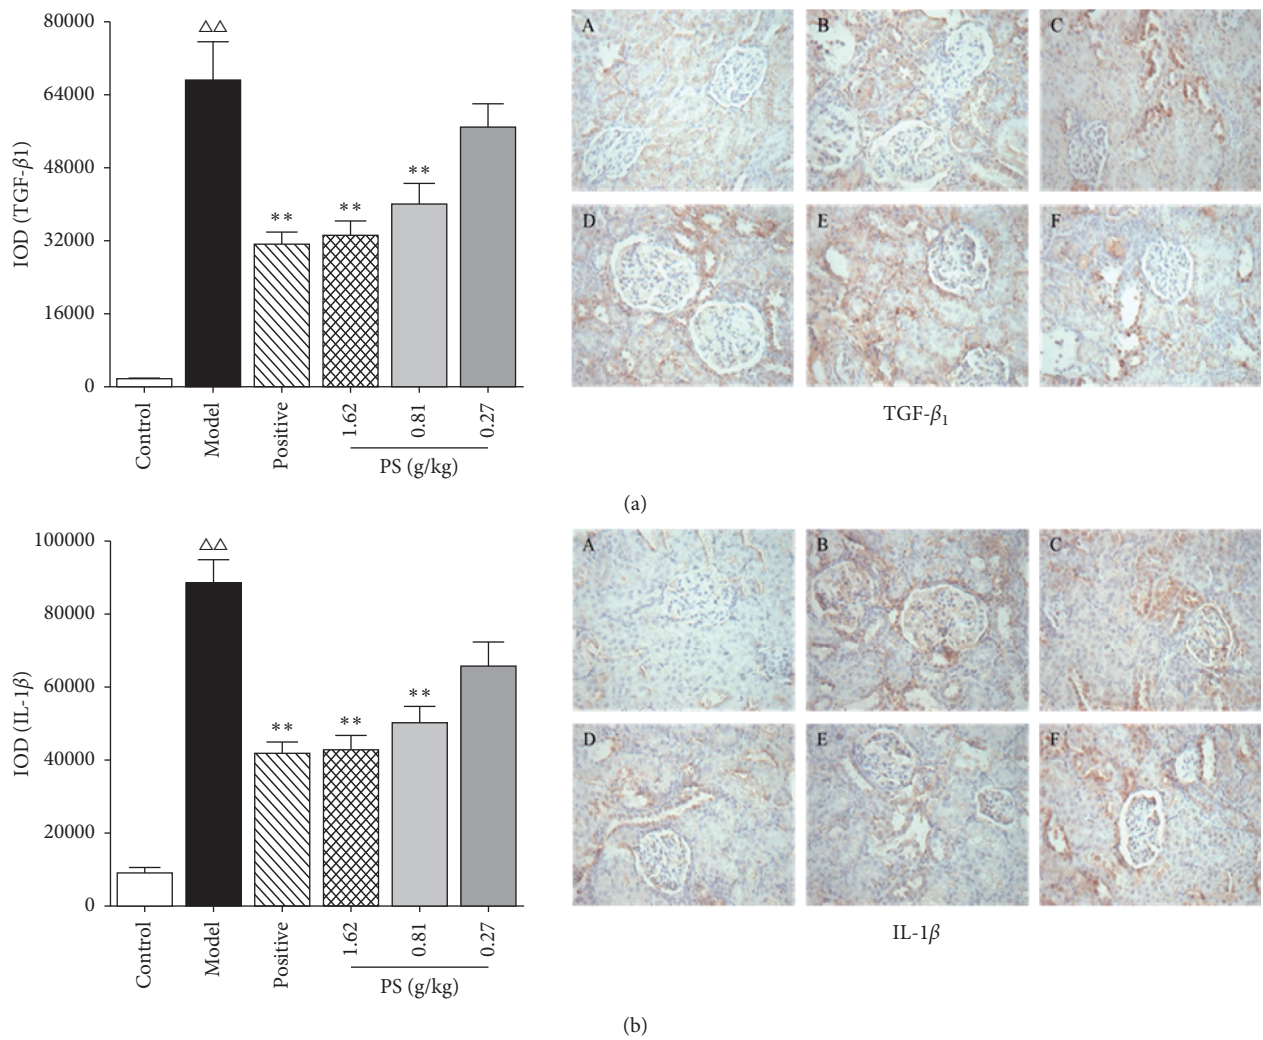 80000
64000
48000
32000
16000
0
IOD (TGF-β1)
△△
**
**
**
Control
Model
Positive
1.62
0.81
0.27
PS (g/kg)
A
B
C
D
E
F
TGF-β1
(a)
100000
80000
60000
40000
20000
0
IOD (IL-1β)
△△
**
**
**
Control
Model
Positive
1.62
0.81
0.27
PS (g/kg)
A
B
C
D
E
F
IL-1β
(b)